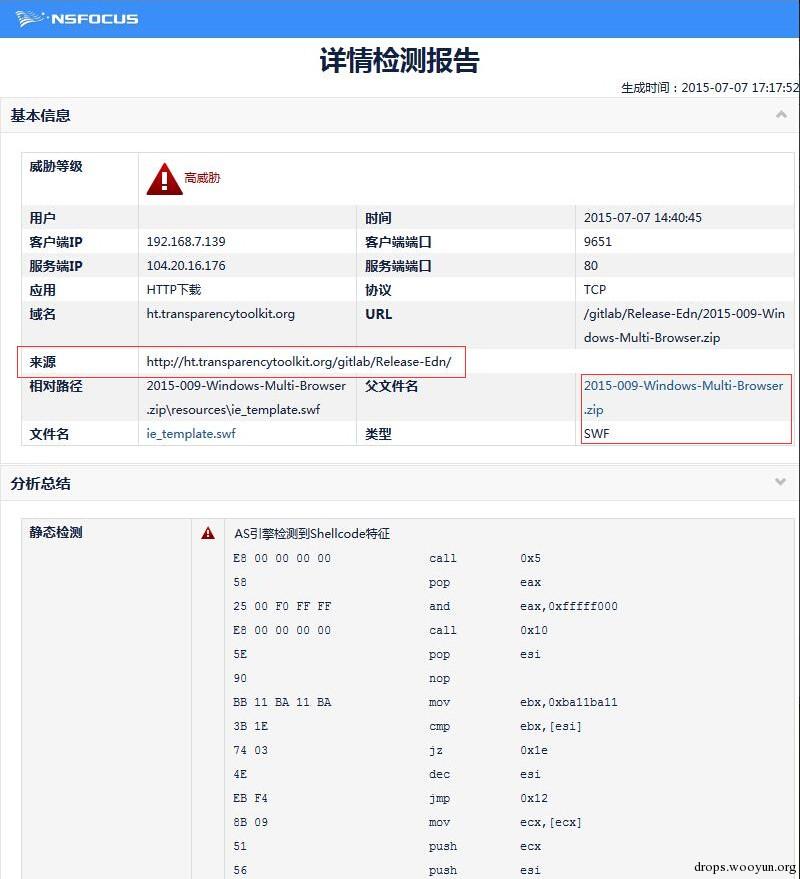 NSFOCUS
详情检测报告
生成时间：2015-07-07 17:17:52
基本信息
威胁等级 高威胁
用户 时间 2015-07-07 14:40:45
客户端IP 192.168.7.139 客户端端口 9651
服务端IP 104.20.16.176 服务端端口 80
应用 HTTP下载 协议 TCP
域名 ht.transparencytoolkit.org URL /gitlab/Release-Edn/2015-009-Win
dows-Multi-Browser.zip
来源 http://ht.transparencytoolkit.org/gitlab/Release-Edn/
相对路径 2015-009-Windows-Multi-Browser 父文件名 2015-009-Windows-Multi-Browser
.zip\resources\ie_template.swf .zip
文件名 ie_template.swf 类型 SWF
分析总结
静态检测 AS引擎检测到Shellcode特征
E8 00 00 00 00 call 0x5
58 pop eax
25 00 F0 FF FF and eax,0xfffff000
E8 00 00 00 00 call 0x10
5E pop esi
90 nop
BB 11 BA 11 BA mov ebx,0xba11ba11
3B 1E cmp ebx,[esi]
74 03 jz 0x1e
4E dec esi
EB F4 jmp 0x12
8B 09 mov ecx,[ecx]
51 push ecx
56 push esi
drops.wooyun.org